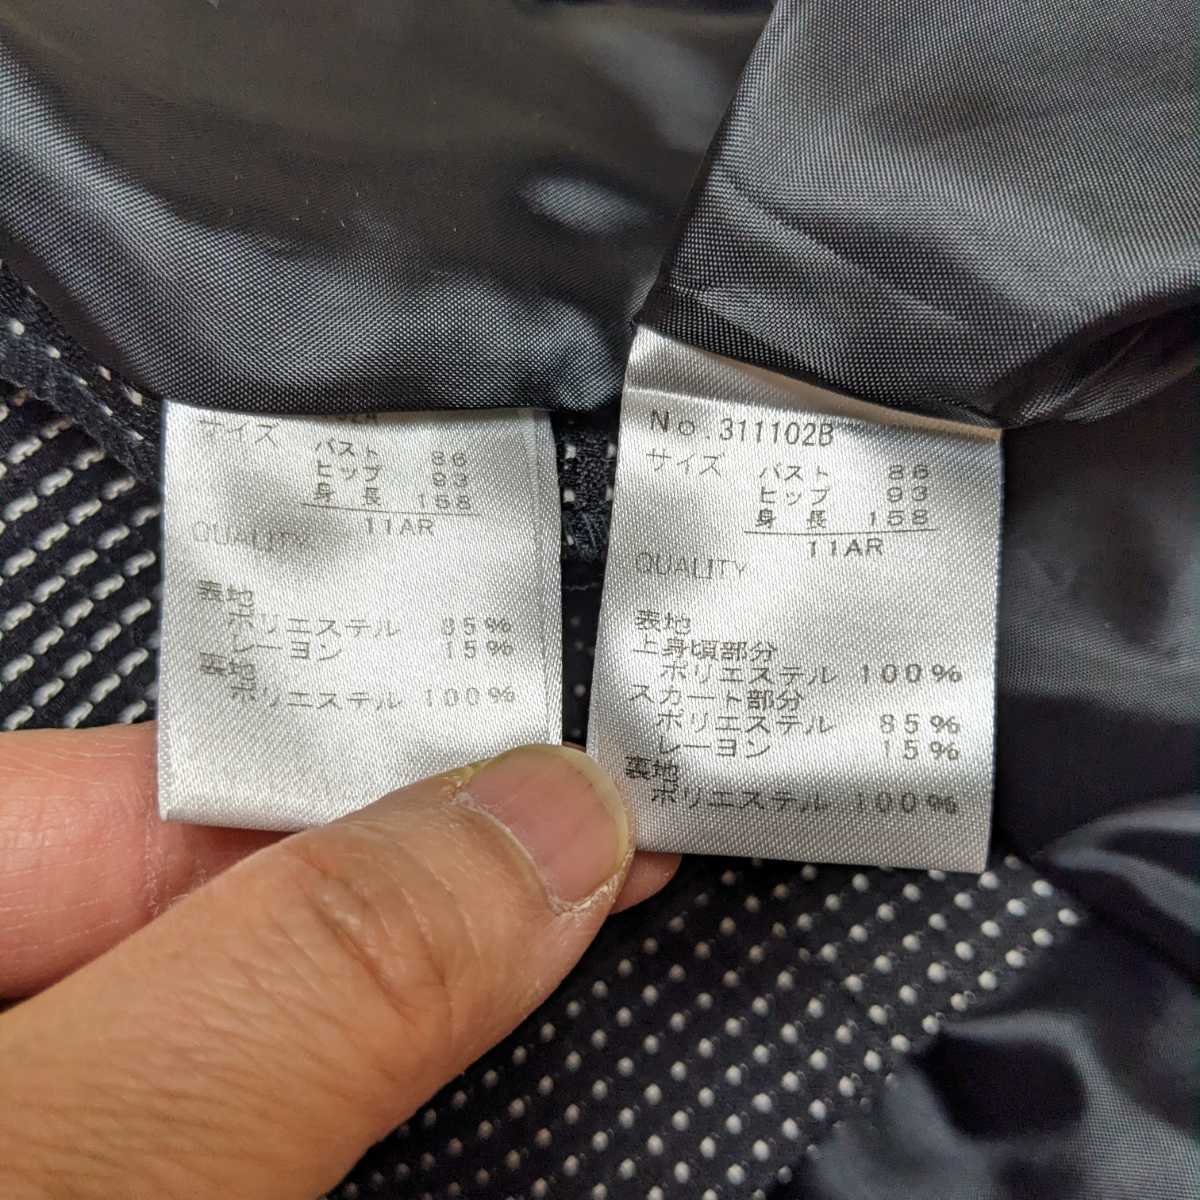 サイズ
バスト 86
ヒップ 93
身長 158
11AR
QUALITY
表地
ポリエステル 85%
レーヨン 15%
裏地
ポリエステル 100%
No.311102B
サイズ
バスト 86
ヒップ 93
身長 158
11AR
QUALITY
表地
上身頃部分
ポリエステル 100%
スカート部分
ポリエステル 85%
レーヨン 15%
裏地
ポリエステル 100%